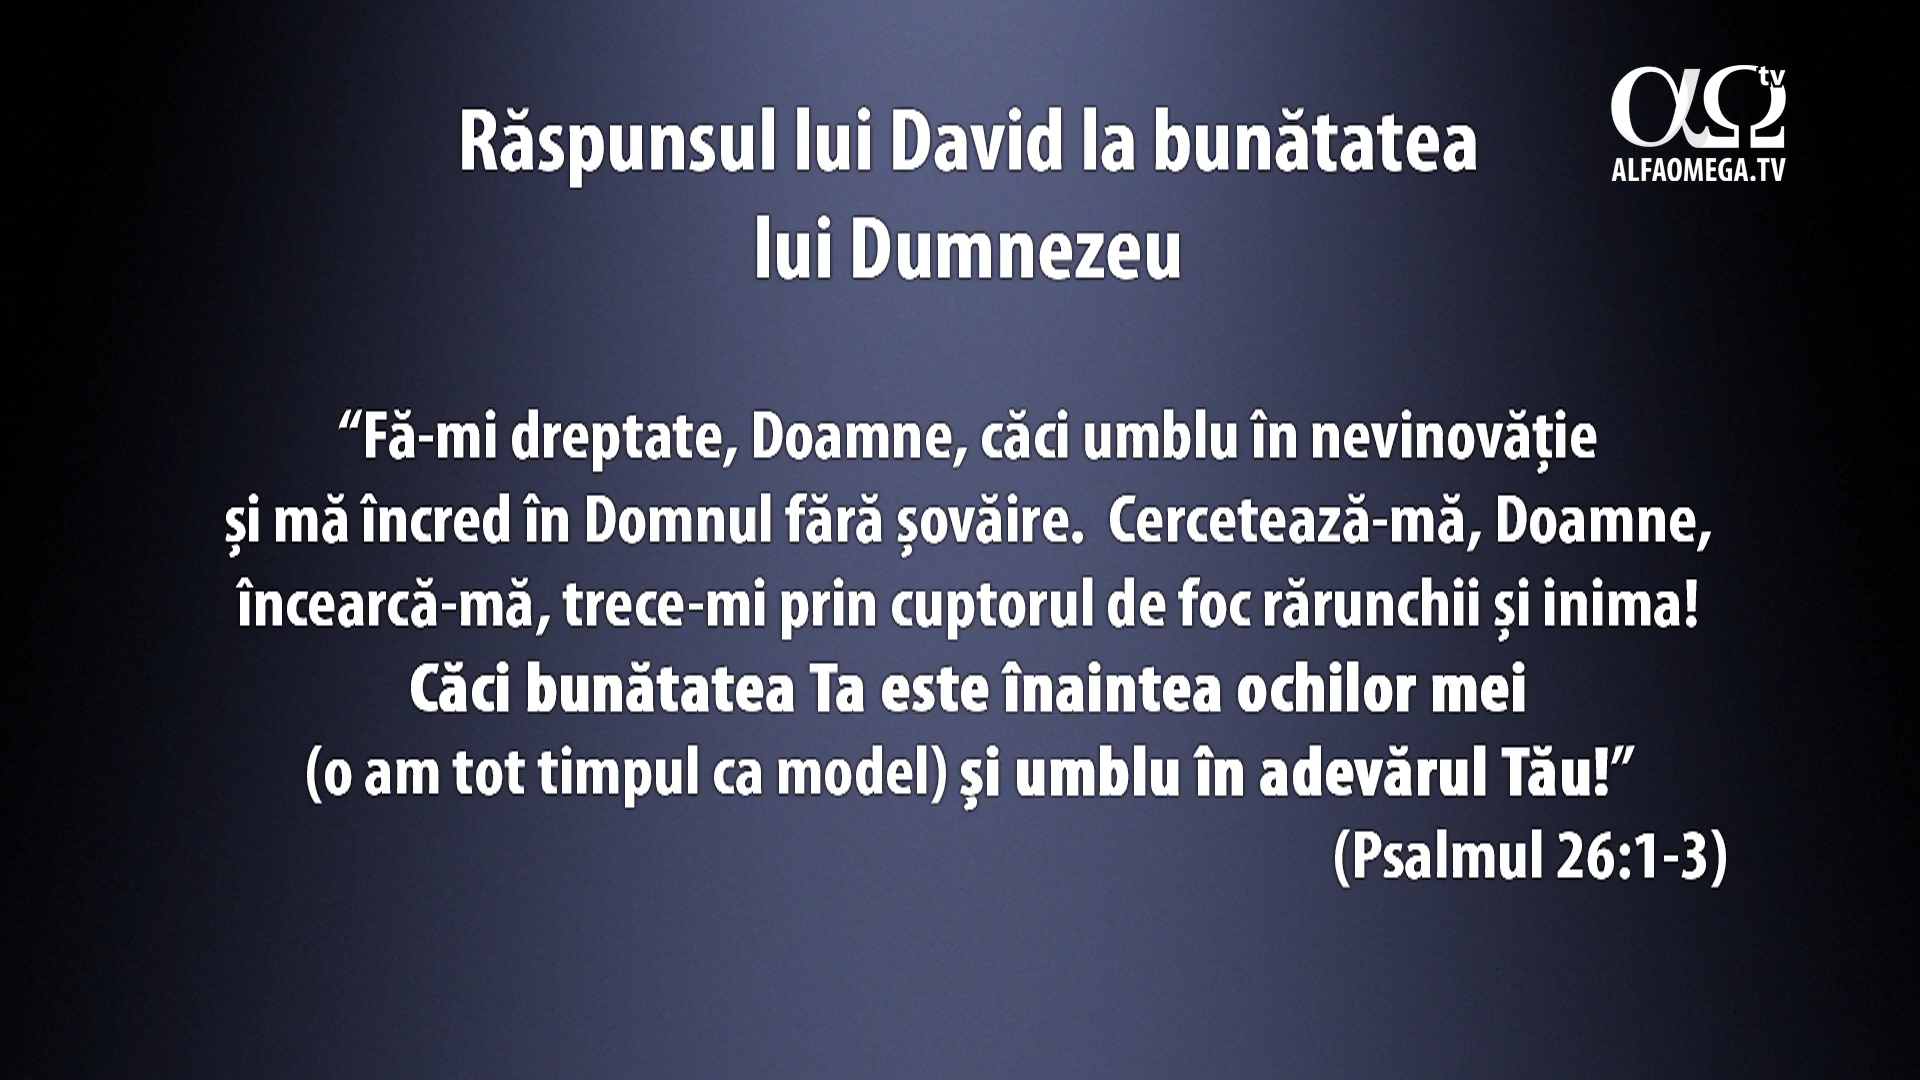 Răspunsul lui David la bunătatea
lui Dumnezeu
αΩ tv
ALFAOMEGA.TV
“Fă-mi dreptate, Doamne, căci umblu în nevinovăție
și mă încred în Domnul fără șovăire. Cercetează-mă, Doamne,
încearcă-mă, trece-mi prin cuptorul de foc rărunchii și inima!
Căci bunătatea Ta este înaintea ochilor mei
(o am tot timpul ca model) și umblu în adevărul Tău!”
(Psalmul 26:1-3)